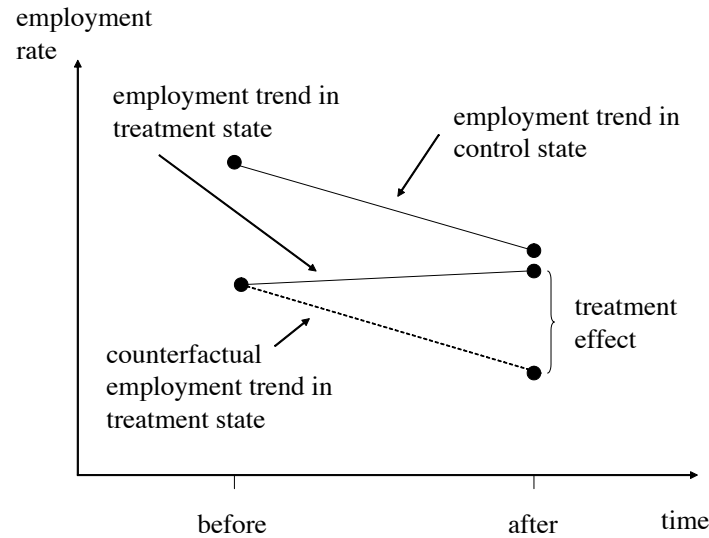 employment
rate
employment trend in
treatment state
employment trend in
control state
treatment
effect
counterfactual
employment trend in
treatment state
before
after
time